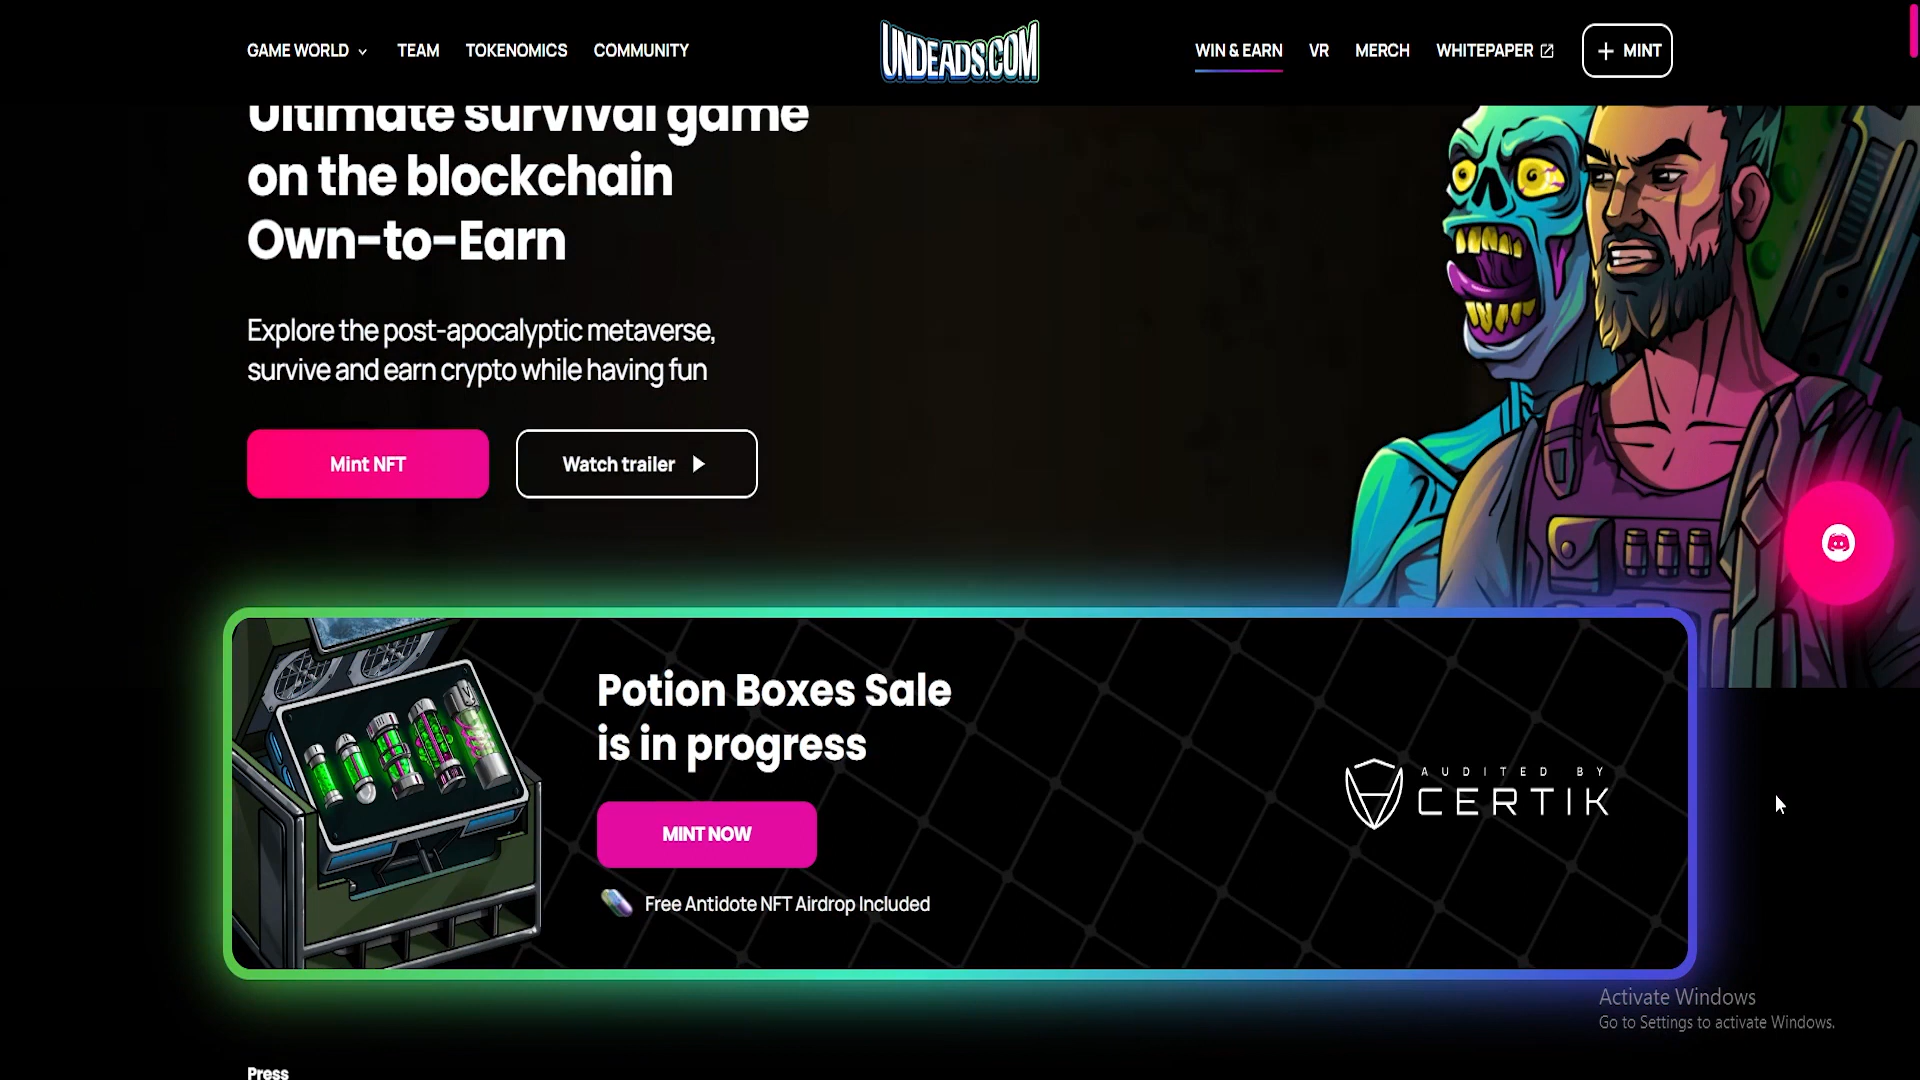 GAME WORLD
TEAM
TOKENOMICS
COMMUNITY
UNDEADS.COM
WIN & EARN
VR
MERCH
WHITEPAPER
+ MINT
Ultimate survival game
on the blockchain
Own-to-Earn
Explore the post-apocalyptic metaverse,
survive and earn crypto while having fun
Mint NFT
Watch trailer
Potion Boxes Sale
is in progress
MINT NOW
Free Antidote NFT Airdrop Included
AUDITED BY
CERTIK
Activate Windows
Go to Settings to activate Windows.
Press